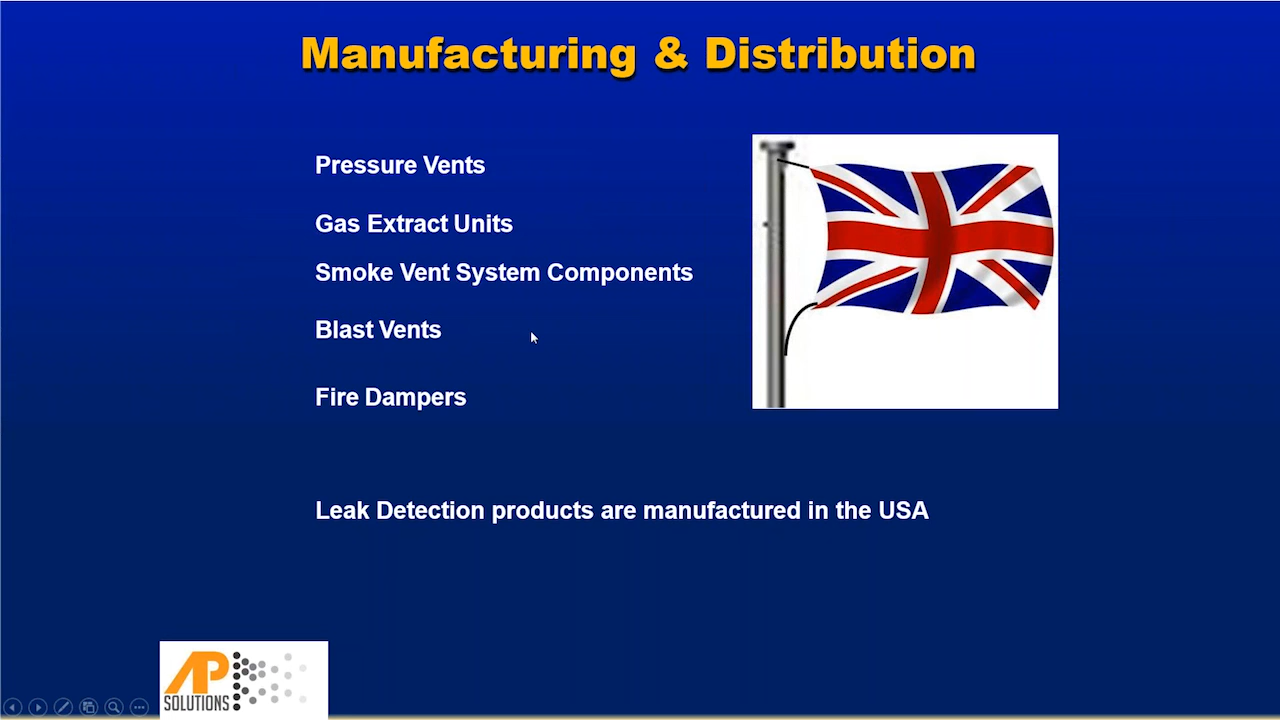 Manufacturing & Distribution
Pressure Vents
Gas Extract Units
Smoke Vent System Components
Blast Vents
Fire Dampers
Leak Detection products are manufactured in the USA
AP
SOLUTIONS